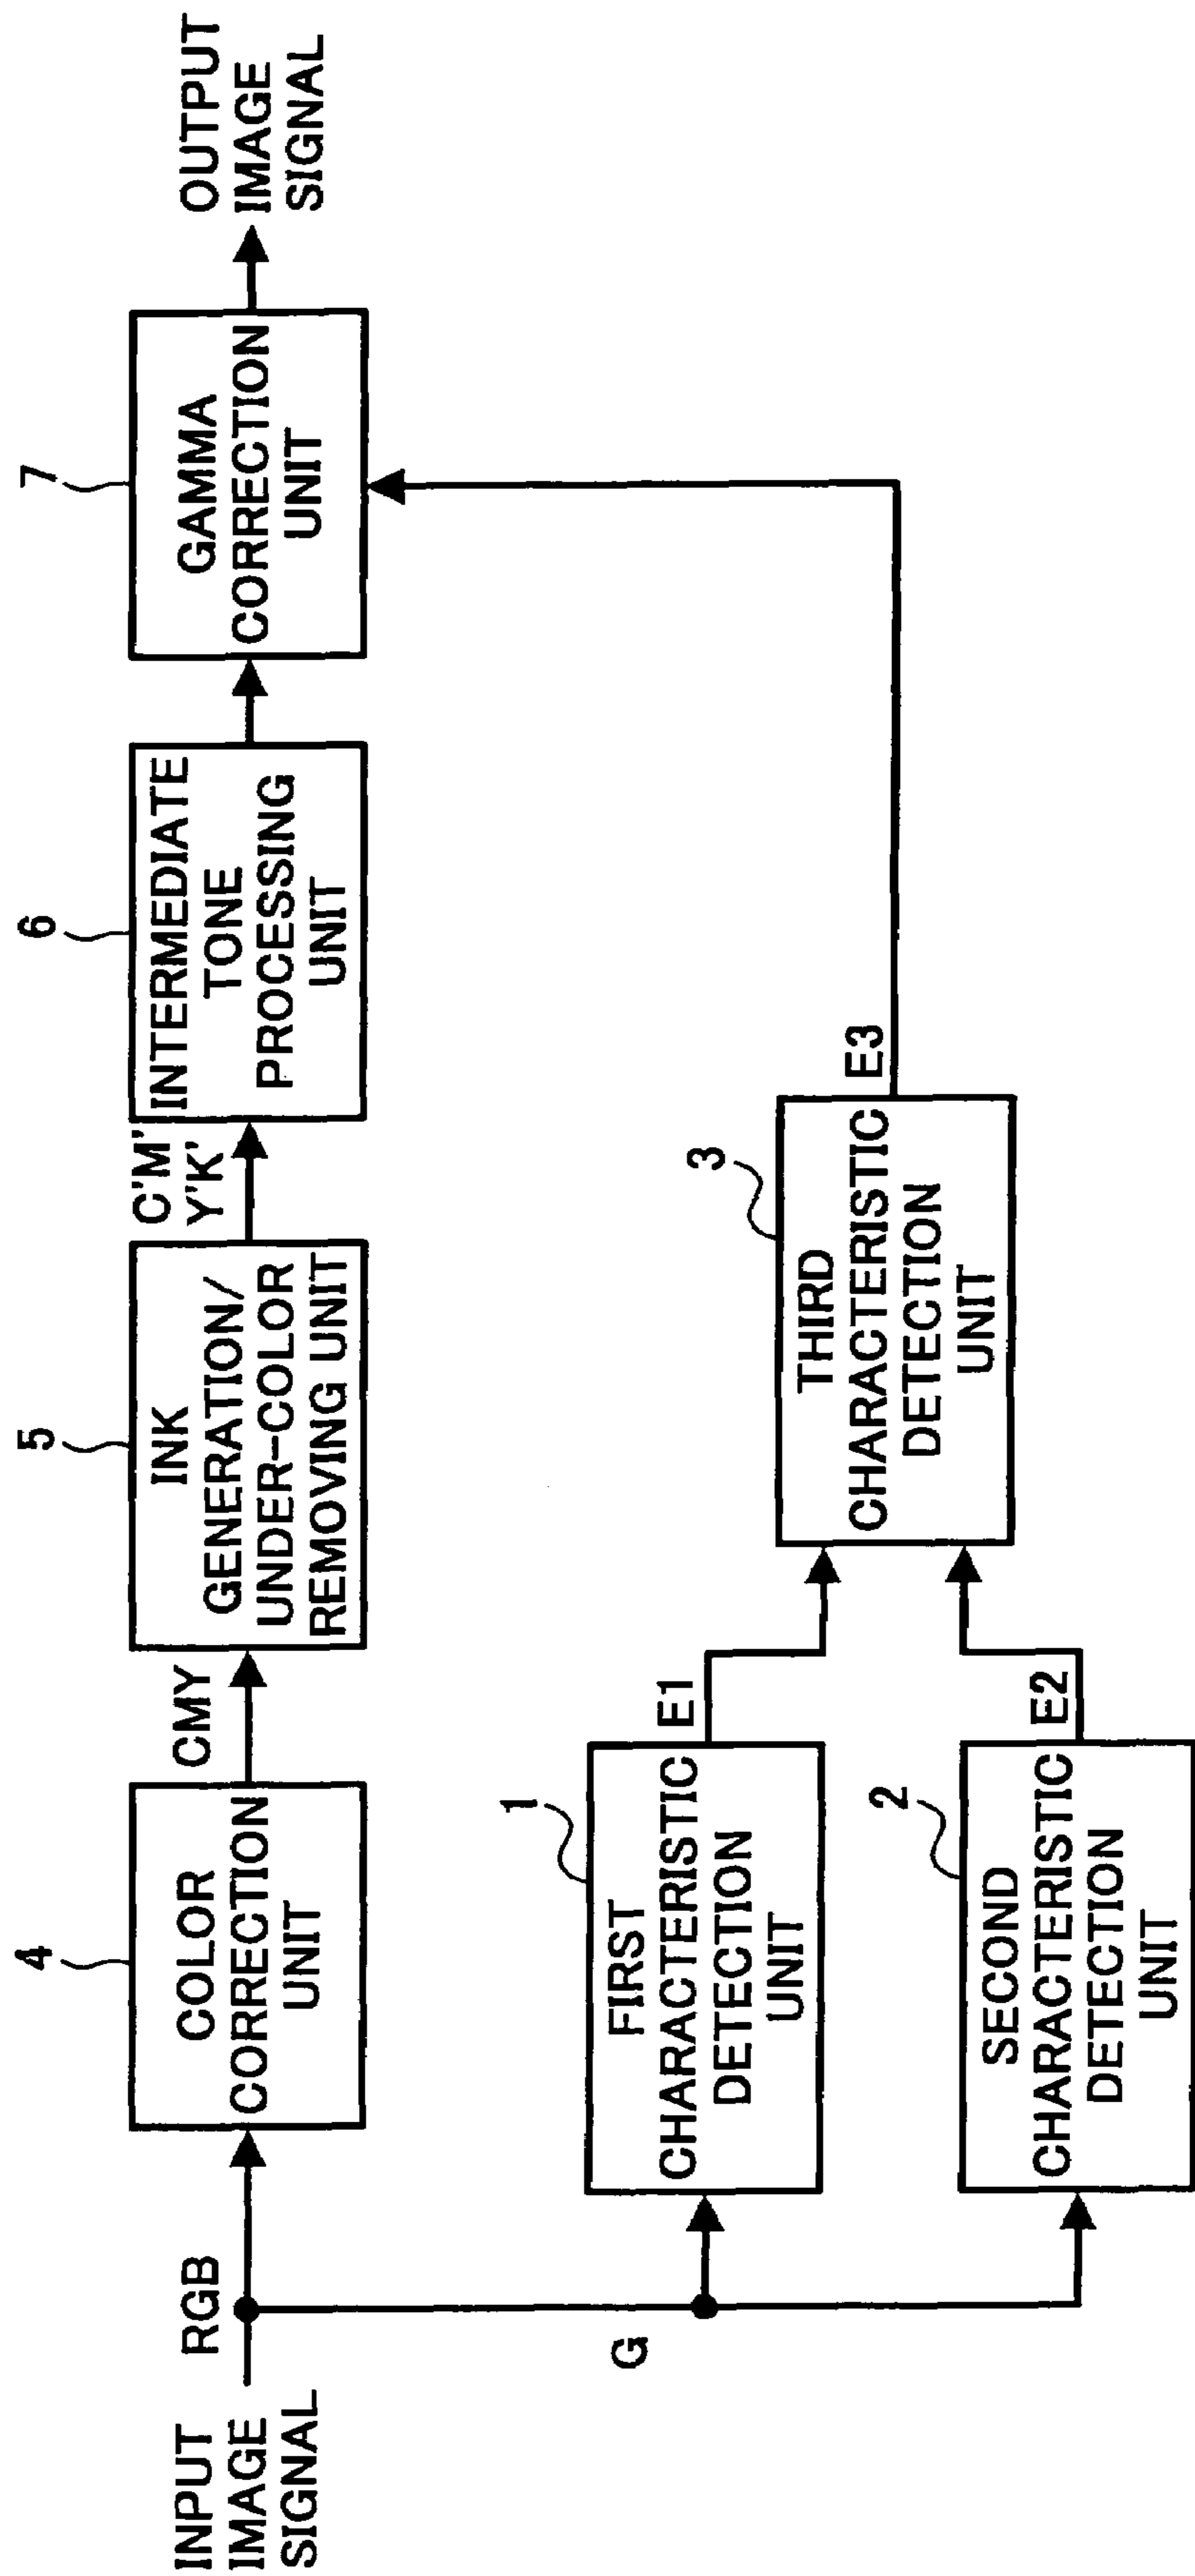 INPUT
IMAGE
SIGNAL
RGB
4
COLOR
CORRECTION
UNIT
CMY
5
INK
GENERATION/
UNDER-COLOR
REMOVING UNIT
C'M'
Y'K'
6
INTERMEDIATE
TONE
PROCESSING
UNIT
7
GAMMA
CORRECTION
UNIT
OUTPUT
IMAGE
SIGNAL
G
1
FIRST
CHARACTERISTIC
DETECTION
UNIT
E1
2
SECOND
CHARACTERISTIC
DETECTION
UNIT
E2
3
THIRD
CHARACTERISTIC
DETECTION
UNIT
E3